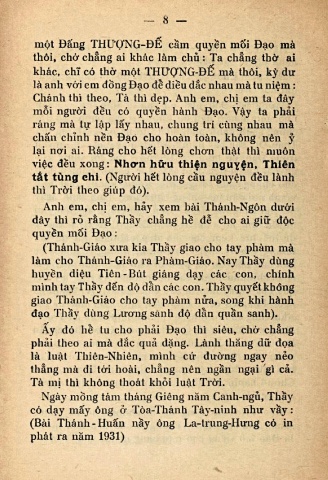 — 8 —
một Đấng THƯỢNG-ĐẾ cầm quyền mối Đạo mà
thôi, chớ chẳng ai khác làm chủ : Ta chẳng thờ ai
khác, chỉ có thờ một THƯỢNG-ĐẾ mà thôi, kỳ dư
là anh với em đồng Đạo để dìu dắc nhau mà tu niệm :
Chánh thì theo, Tà thì dẹp. Anh em, chị em ta đây
mỗi người đều có quyền hành Đạo. Vậy ta phải
ráng mà tự lập lấy nhau, chung trí cùng nhau mà
chấn chỉnh nền Đạo cho hoàn toàn, không nên ỷ
lại nơi ai. Ráng cho hết lòng chơn thật thì muôn
việc đều xong : Nhơn hữu thiện nguyện, Thiên
tất tùng chi. (Người hết lòng cầu nguyện đều lành
thì Trời theo giúp đó).
Anh em, chị em, hãy xem bài Thánh-Ngôn dưới
đây thì rỏ rằng Thầy chẳng hề để cho ai giữ độc
quyền mối Đạo :
(Thánh-Giáo xưa kia Thầy giao cho tay phàm mà
làm cho Thánh-Giáo ra Phàm-Giáo. Nay Thầy dùng
huyền diệu Tiên-Bút giảng dạy các con, chính
mình tay Thầy đến độ dẩn các con. Thầy quyết không
giao Thánh-Giáo cho tay phàm nửa, song khi hành
đạo Thầy dùng Lương sanh độ dẩn quần sanh).
Ấy đó hễ tu cho phải Đạo thì siêu, chớ chẳng
phải theo ai mà đắc quả đặng. Lành thăng dữ đọa
là luật Thiên-Nhiên, mình cứ đường ngay nẻo
thẳng mà đi tới hoài, chẳng nên ngần ngại gì cả.
Tà mị thì không thoát khỏi luật Trời.
Ngày mồng tám tháng Giêng năm Canh-ngủ, Thầy
có dạy mấy ông ở Tòa-Thánh Tây-ninh như vầy :
(Bài Thánh-Huấn nầy ông La-trung-Hưng có in
phát ra năm 1931)